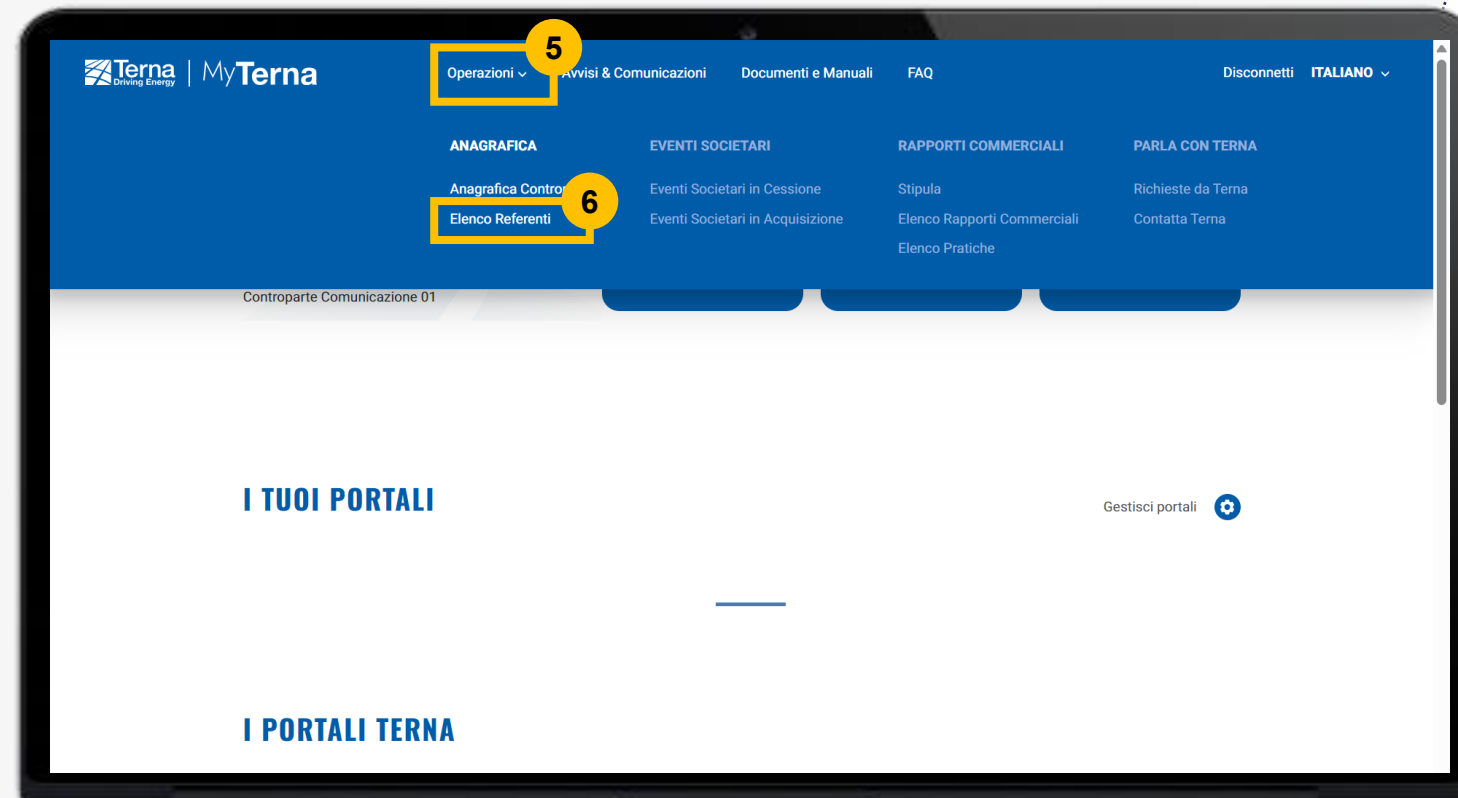 Terna
Driving Energy
MyTerna
Operazioni
5
Avvisi & Comunicazioni
Documenti e Manuali
FAQ
Disconnetti
ITALIANO
ANAGRAFICA
Anagrafica Contro
Elenco Referenti
6
EVENTI SOCIETARI
Eventi Societari in Cessione
Eventi Societari in Acquisizione
RAPPORTI COMMERCIALI
Stipula
Elenco Rapporti Commerciali
Elenco Pratiche
PARLA CON TERNA
Richieste da Terna
Contatta Terna
Controparte Comunicazione 01
I TUOI PORTALI
Gestisci portali
I PORTALI TERNA